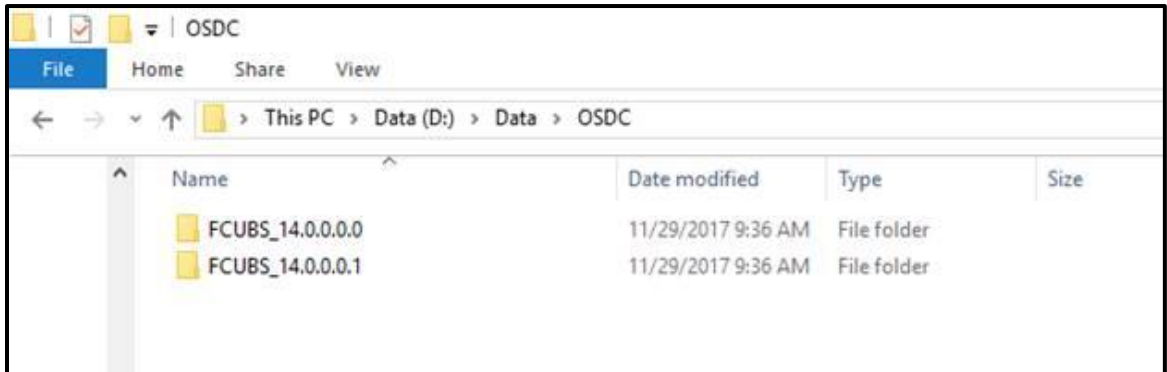 OSDC
File Home Share View
This PC > Data (D:) > Data > OSDC
Name Date modified Type Size
FCUBS_14.0.0.0.0 11/29/2017 9:36 AM File folder
FCUBS_14.0.0.0.1 11/29/2017 9:36 AM File folder